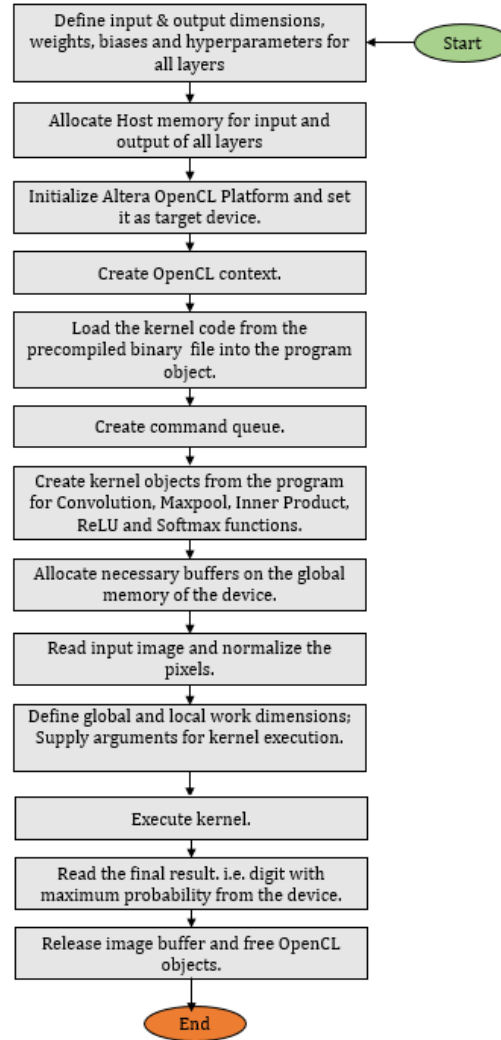 Define input & output dimensions,
weights, biases and hyperparameters for
all layers
Start
Allocate Host memory for input and
output of all layers
Initialize Altera OpenCL Platform and set
it as target device.
Create OpenCL context.
Load the kernel code from the
precompiled binary file into the program
object.
Create command queue.
Create kernel objects from the program
for Convolution, Maxpool, Inner Product,
ReLU and Softmax functions.
Allocate necessary buffers on the global
memory of the device.
Read input image and normalize the
pixels.
Define global and local work dimensions;
Supply arguments for kernel execution.
Execute kernel.
Read the final result. i.e. digit with
maximum probability from the device.
Release image buffer and free OpenCL
objects.
End